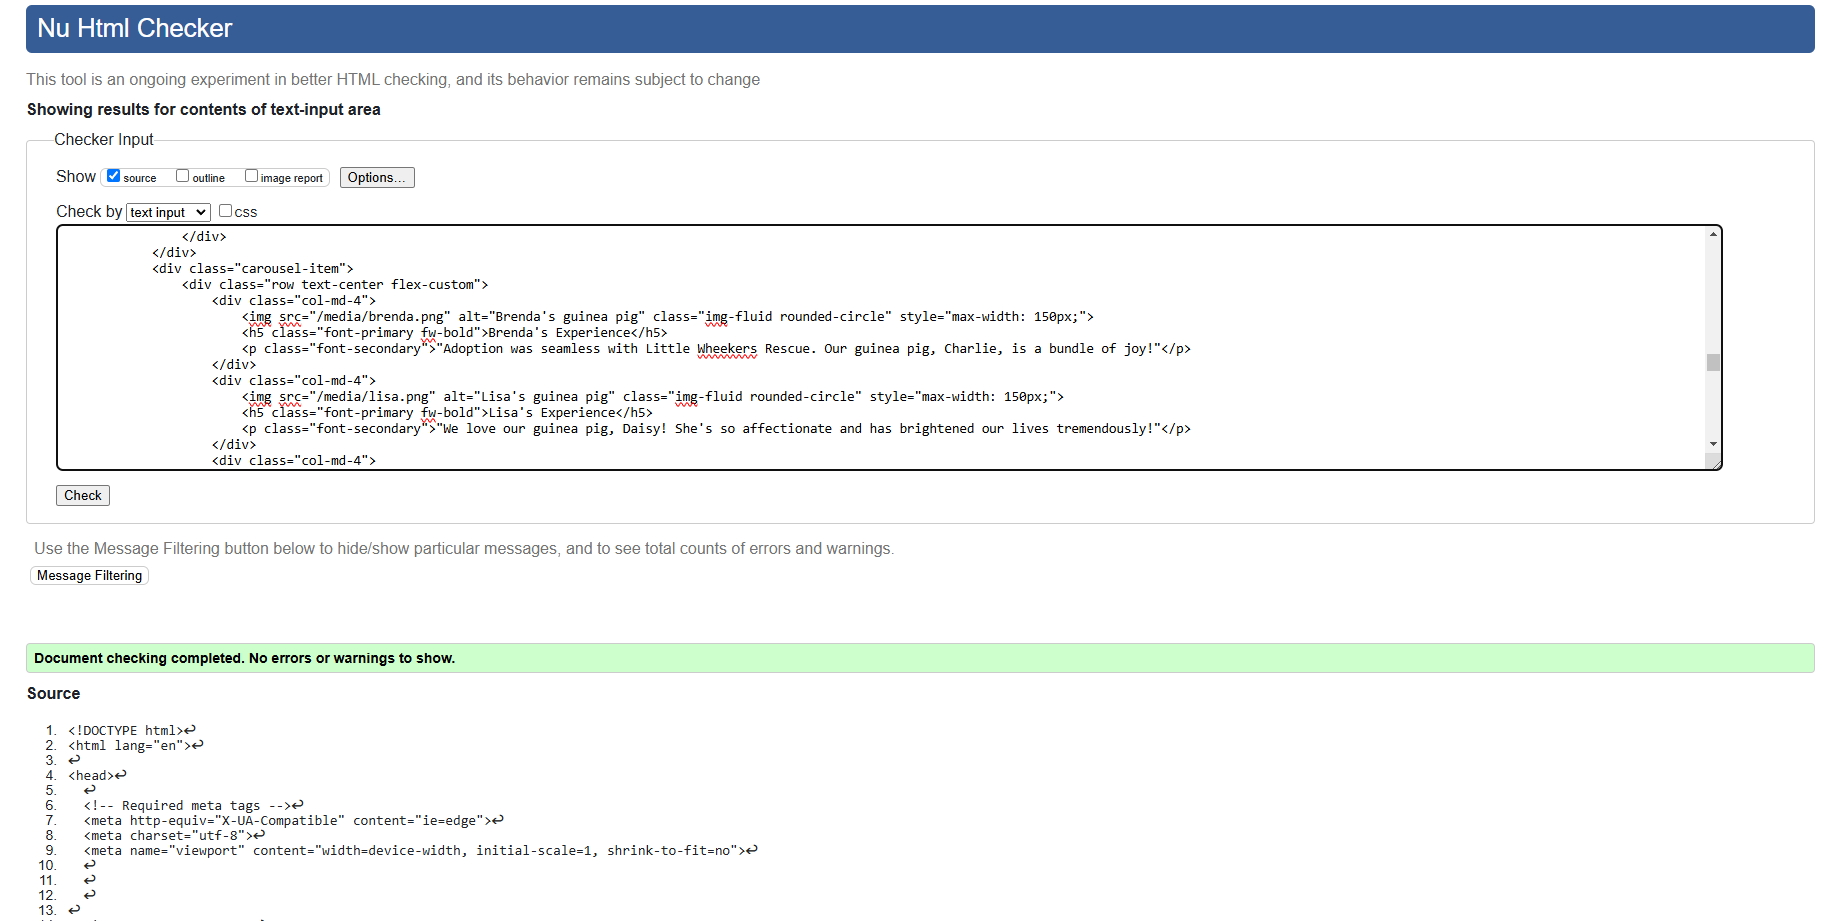 Nu Html Checker
This tool is an ongoing experiment in better HTML checking, and its behavior remains subject to change
Showing results for contents of text-input area
Checker Input
Show source outline image report Options...
Check by text input css
</div>
</div>
<div class="carousel-item">
<div class="row text-center flex-custom">
<div class="col-md-4">
<img src="/media/brenda.png" alt="Brenda's guinea pig" class="img-fluid rounded-circle" style="max-width: 150px;">
<h5 class="font-primary fw-bold">Brenda's Experience</h5>
<p class="font-secondary">"Adoption was seamless with Little Wheekers Rescue. Our guinea pig, Charlie, is a bundle of joy!"</p>
</div>
<div class="col-md-4">
<img src="/media/lisa.png" alt="Lisa's guinea pig" class="img-fluid rounded-circle" style="max-width: 150px;">
<h5 class="font-primary fw-bold">Lisa's Experience</h5>
<p class="font-secondary">"We love our guinea pig, Daisy! She's so affectionate and has brightened our lives tremendously!"</p>
</div>
<div class="col-md-4">
Check
Use the Message Filtering button below to hide/show particular messages, and to see total counts of errors and warnings.
Message Filtering
Document checking completed. No errors or warnings to show.
Source
1. <!DOCTYPE html>↩
2. <html lang="en">↩
3. ↩
4. <head>↩
5. ↩
6. <!-- Required meta tags -->↩
7. <meta http-equiv="X-UA-Compatible" content="ie=edge">↩
8. <meta charset="utf-8">↩
9. <meta name="viewport" content="width=device-width, initial-scale=1, shrink-to-fit=no">↩
10. ↩
11. ↩
12. ↩
13. ↩